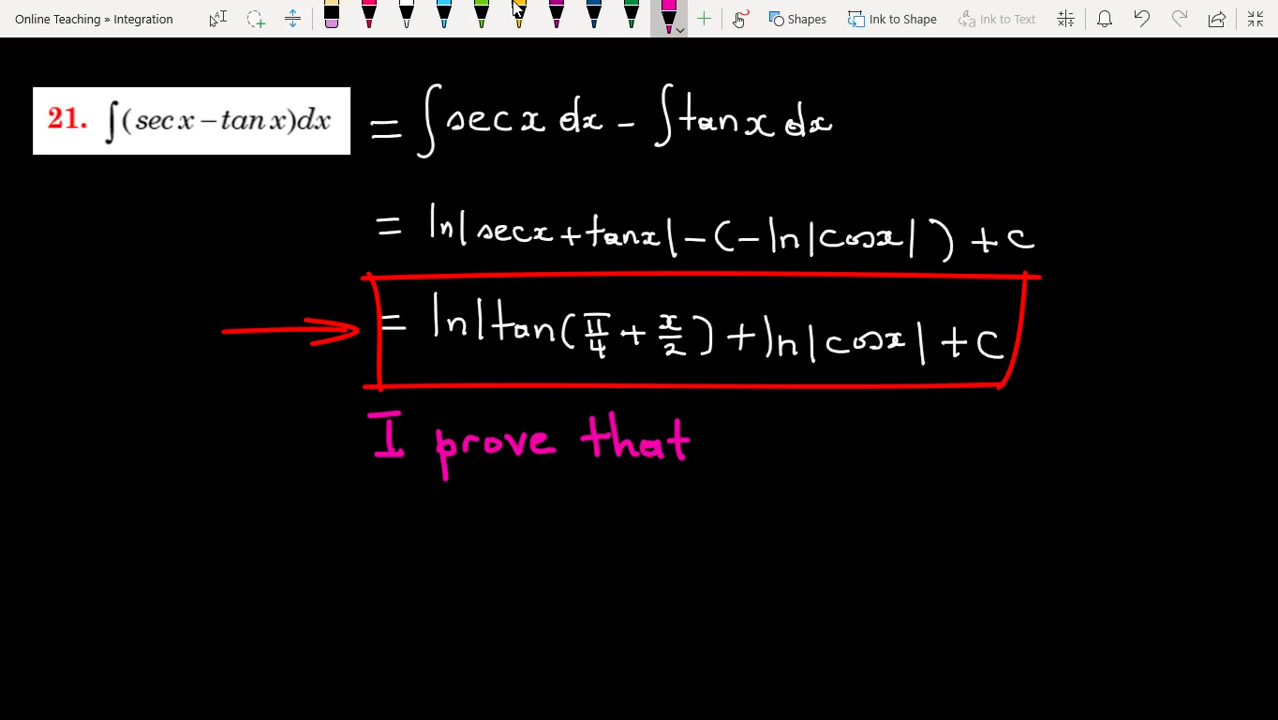 Online Teaching » Integration
Shapes
Ink to Shape
Ink to Text
21. ∫(sec x − tan x)dx = ∫sec x dx − ∫tan x dx
= ln|sec x + tan x| − (−ln|cos x|) + c
= ln|tan(π/4 + x/2) + ln|cos x| + C
I prove that